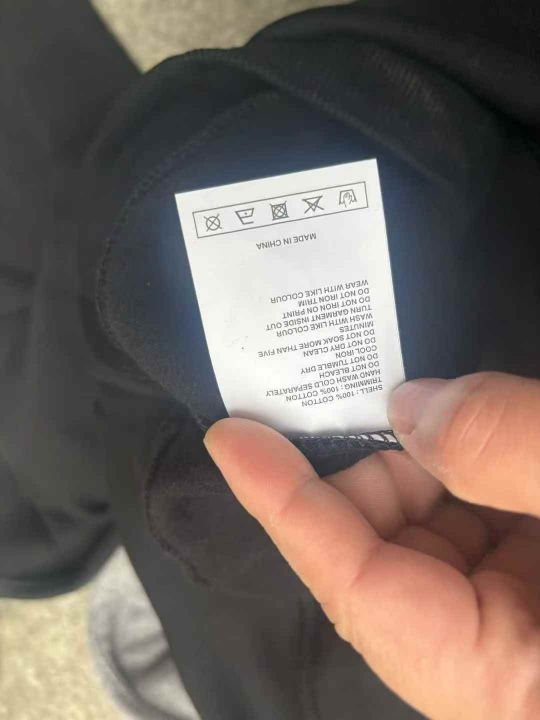 SHELL : 100% COTTON
TRIMMING : 100% COTTON
HAND WASH COLD SEPARATELY
DO NOT BLEACH
DO NOT TUMBLE DRY
COOL IRON
DO NOT DRY CLEAN
DO NOT SOAK MORE THAN FIVE
MINUTES
WASH WITH LIKE COLOUR
TURN GARMENT INSIDE OUT
DO NOT IRON ON PRINT
DO NOT IRON TRIM
WEAR WITH LIKE COLOUR
MADE IN CHINA